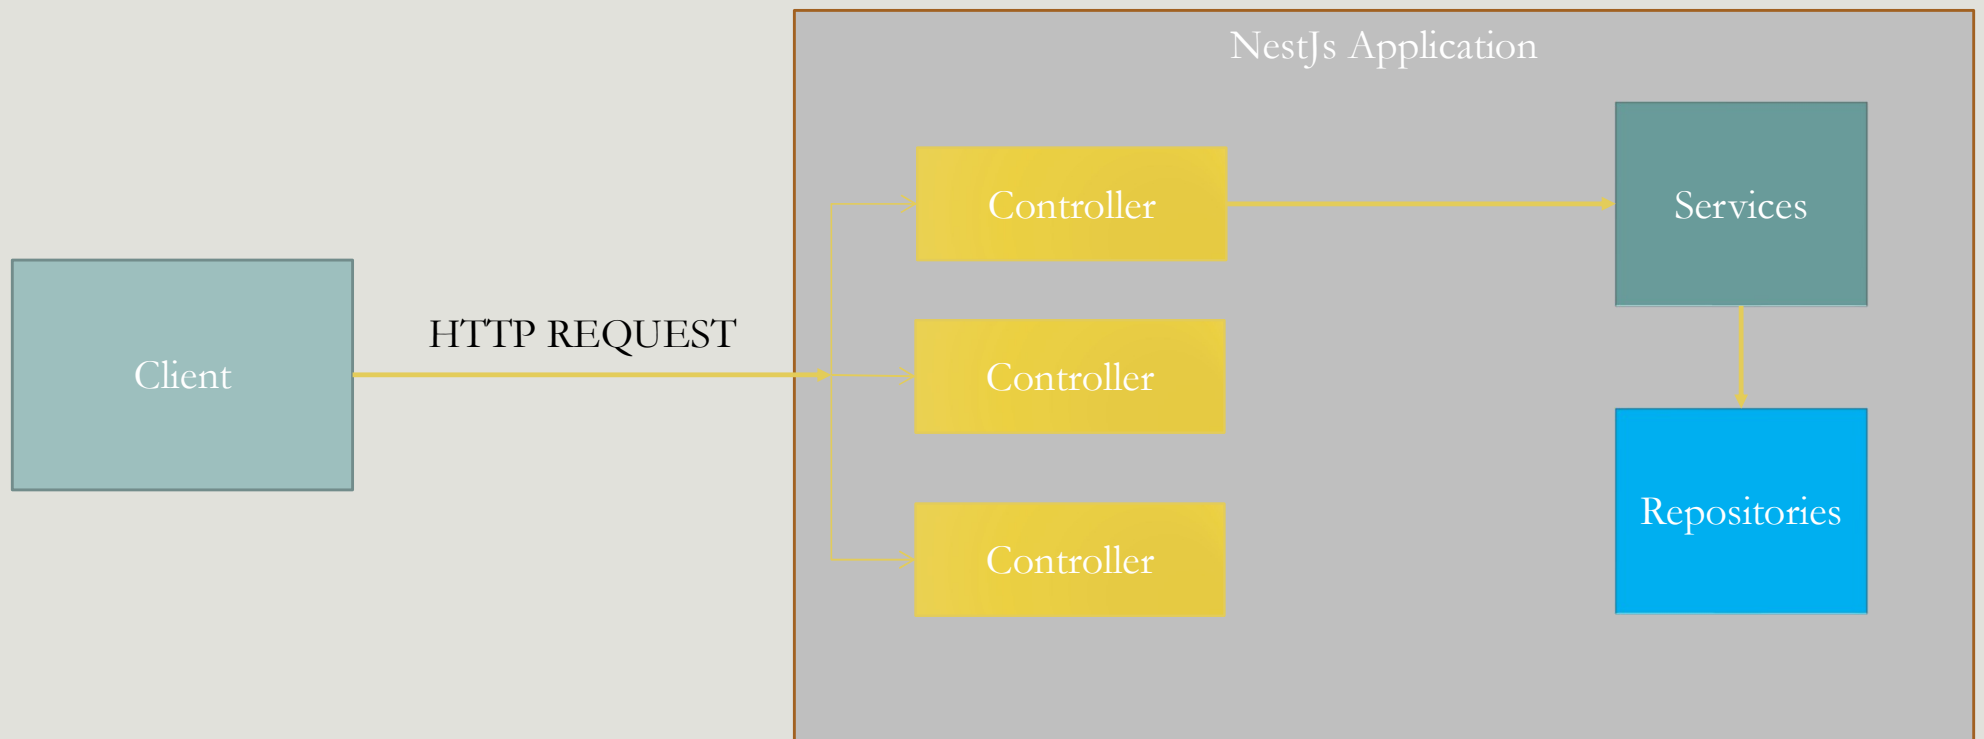 NestJs Application
Controller
Services
HTTP REQUEST
Client
Controller
Repositories
Controller